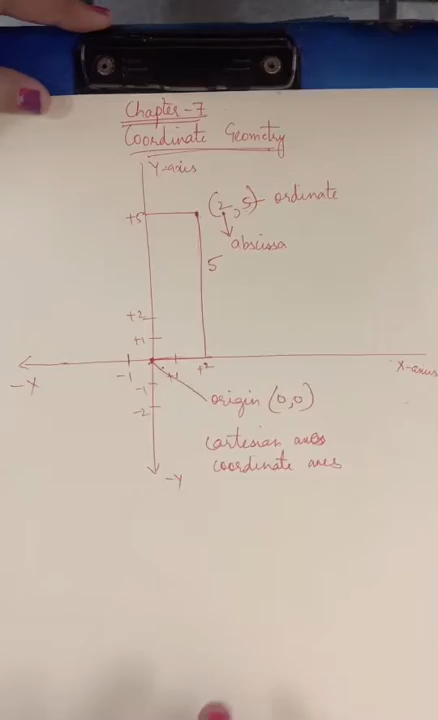 Chapter-7
Coordinate Geometry
Y-axis
+5
(2,5) - ordinate
abscissa
5
+2
+1
-X
-1
+1
+2
X-axis
-1
-2
origin (0,0)
cartesian axes
coordinate axes
-Y